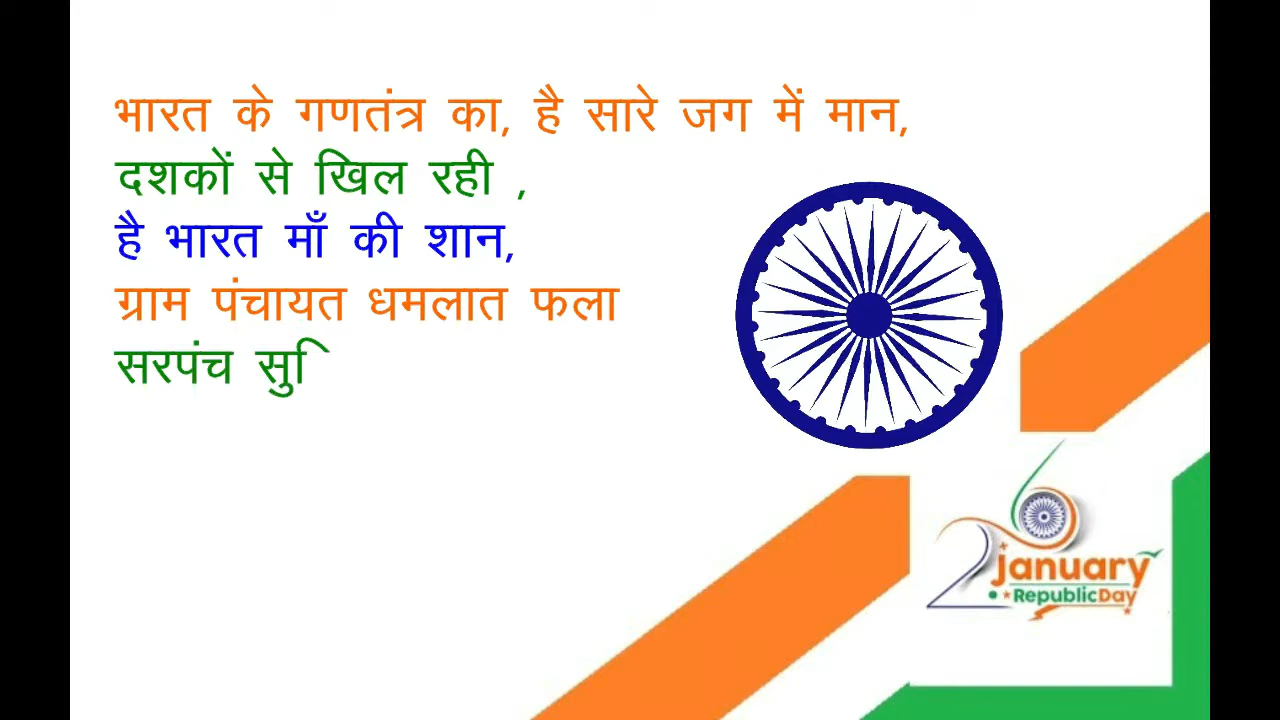 भारत के गणतंत्र का, है सारे जग में मान,
दशकों से खिल रही ,
है भारत माँ की शान,
ग्राम पंचायत धमलात फला
सरपंच सुि
26
january
Republic Day